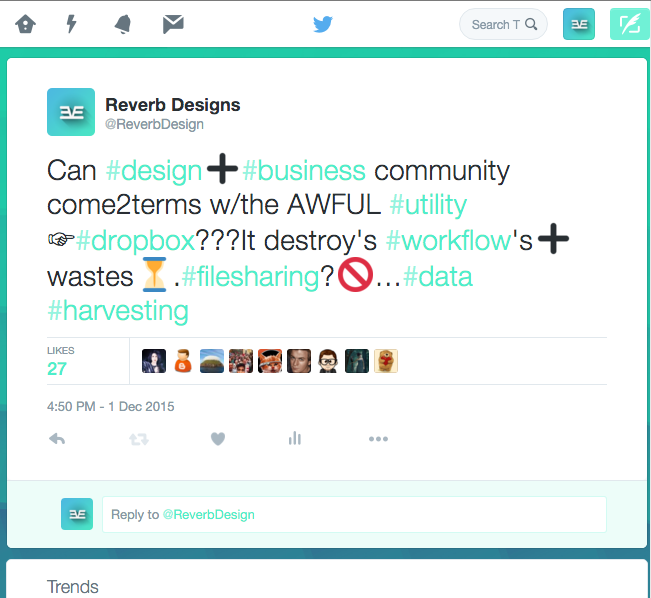 Search T
Reverb Designs
@ReverbDesign
Can #design➕#business community
come2terms w/the AWFUL #utility
👉#dropbox???It destroy's #workflow's➕
wastes⏳.#filesharing?🚫...#data
#harvesting
LIKES
27
4:50 PM - 1 Dec 2015
Reply to @ReverbDesign
Trends